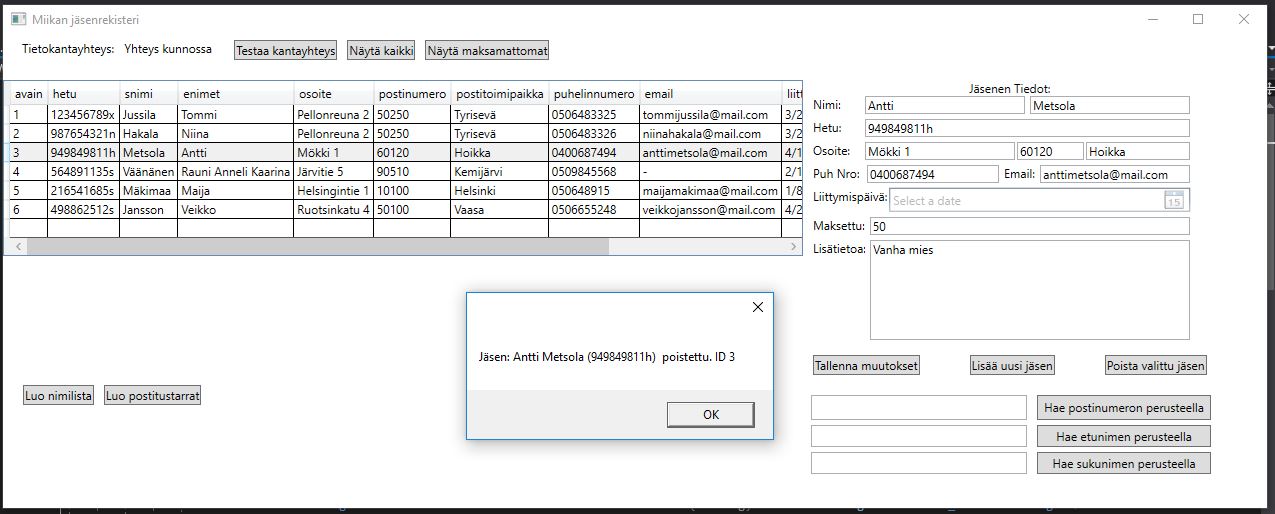 Miikan jäsenrekisteri
Tietokantayhteys: Yhteys kunnossa Testaa kantayhteys Näytä kaikki Näytä maksamattomat
avain hetu snimi enimet osoite postinumero postitoimipaikka puhelinnumero email liitt
1 123456789x Jussila Tommi Pellonreuna 2 50250 Tyrisevä 0506483325 tommijussila@mail.com 3/2
2 987654321n Hakala Niina Pellonreuna 2 50250 Tyrisevä 0506483326 niinahakala@mail.com 3/2
3 949849811h Metsola Antti Mökki 1 60120 Hoikka 0400687494 anttimetsola@mail.com 4/1
4 564891135s Väänänen Rauni Anneli Kaarina Järvitie 5 90510 Kemijärvi 0509845568 - 2/1
5 216541685s Mäkimaa Maija Helsingintie 1 10100 Helsinki 050648915 maijamakimaa@mail.com 1/8
6 498862512s Jansson Veikko Ruotsinkatu 4 50100 Vaasa 0506655248 veikkojansson@mail.com 4/2
Jäsenen Tiedot:
Nimi: Antti Metsola
Hetu: 949849811h
Osoite: Mökki 1 60120 Hoikka
Puh Nro: 0400687494 Email: anttimetsola@mail.com
Liittymispäivä: Select a date 15
Maksettu: 50
Lisätietoa: Vanha mies
Jäsen: Antti Metsola (949849811h) poistettu. ID 3
OK
Tallenna muutokset Lisää uusi jäsen Poista valittu jäsen
Luo nimilista Luo postitustarrat
Hae postinumeron perusteella
Hae etunimen perusteella
Hae sukunimen perusteella